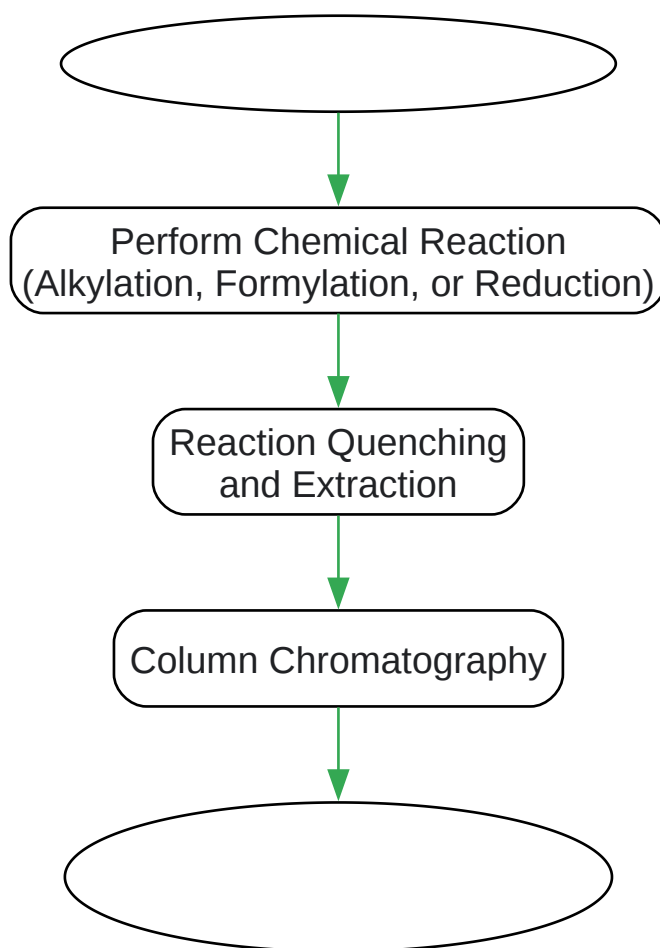 Perform Chemical Reaction
(Alkylation, Formylation, or Reduction)
Reaction Quenching
and Extraction
Column Chromatography